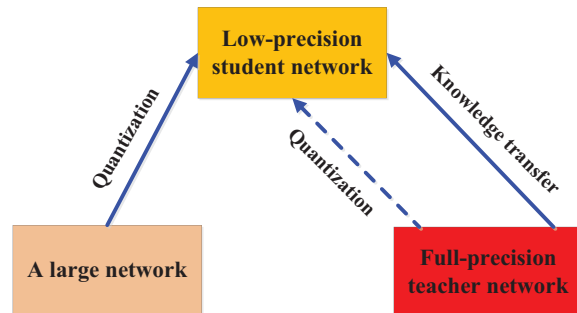 Low-precision
student network
Quantization
Quantization
Knowledge transfer
A large network
Full-precision
teacher network